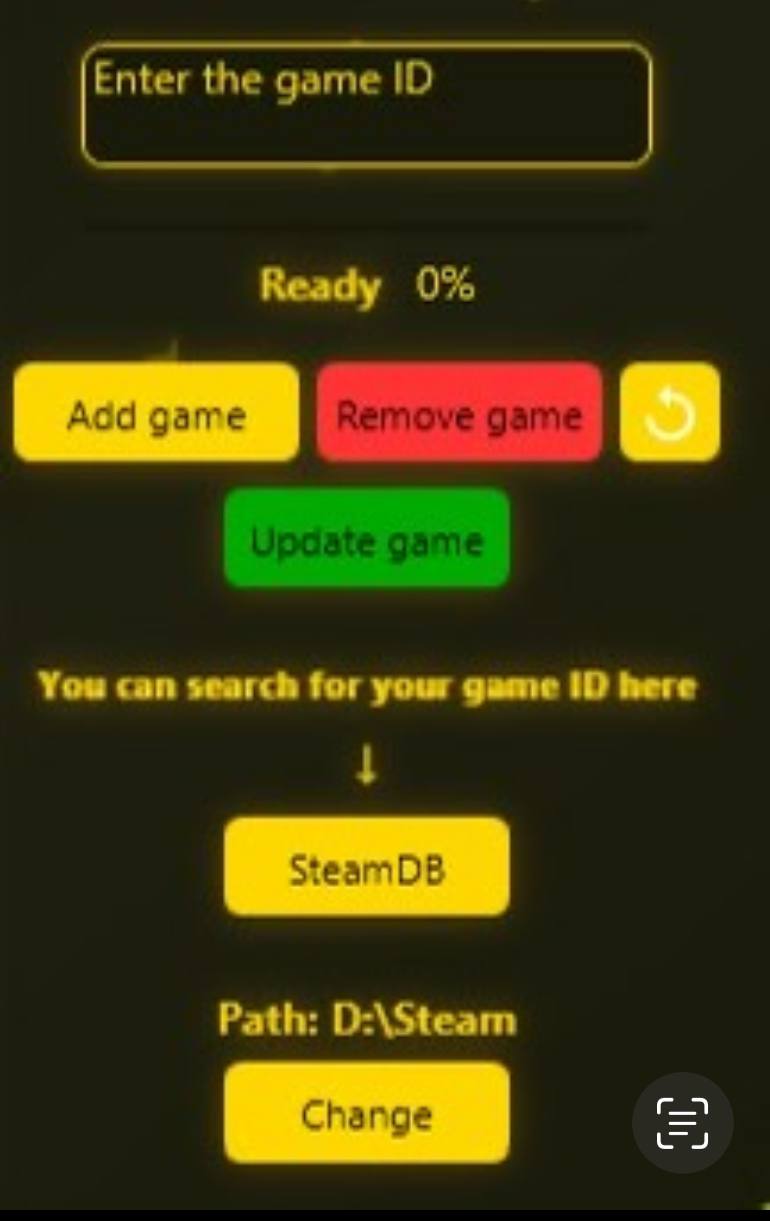 Enter the game ID
Ready 0%
Add game Remove game
Update game
You can search for your game ID here
↓
SteamDB
Path: D:\Steam
Change